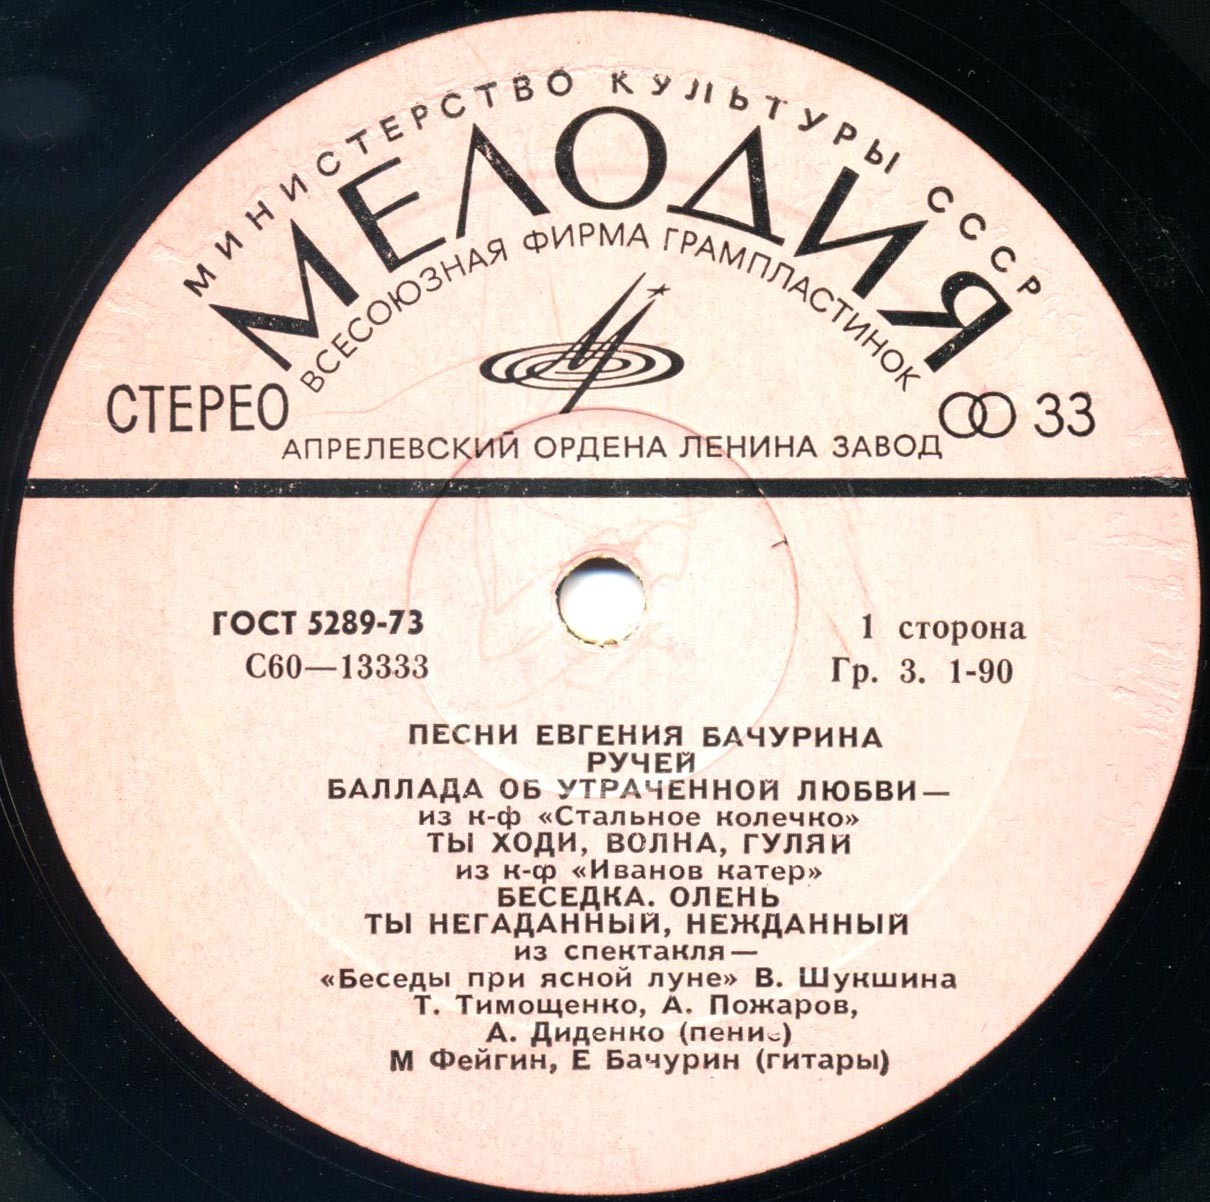 МИНИСТЕРСТВО КУЛЬТУРЫ СССР
МЕЛОДИЯ
ВСЕСОЮЗНАЯ ФИРМА ГРАМПЛАСТИНОК
СТЕРЕО
33
АПРЕЛЕВСКИЙ ОРДЕНА ЛЕНИНА ЗАВОД
ГОСТ 5289-73
1 сторона
С60—13333
Гр. 3. 1-90
ПЕСНИ ЕВГЕНИЯ БАЧУРИНА
РУЧЕЙ
БАЛЛАДА ОБ УТРАЧЕННОЙ ЛЮБВИ—
из к-ф «Стальное колечко»
ТЫ ХОДИ, ВОЛНА, ГУЛЯЙ
из к-ф «Иванов катер»
БЕСЕДКА. ОЛЕНЬ
ТЫ НЕГАДАННЫЙ, НЕЖДАННЫЙ
из спектакля—
«Беседы при ясной луне» В. Шукшина
Т. Тимощенко, А. Пожаров,
А. Диденко (пение)
М Фейгин, Е Бачурин (гитары)